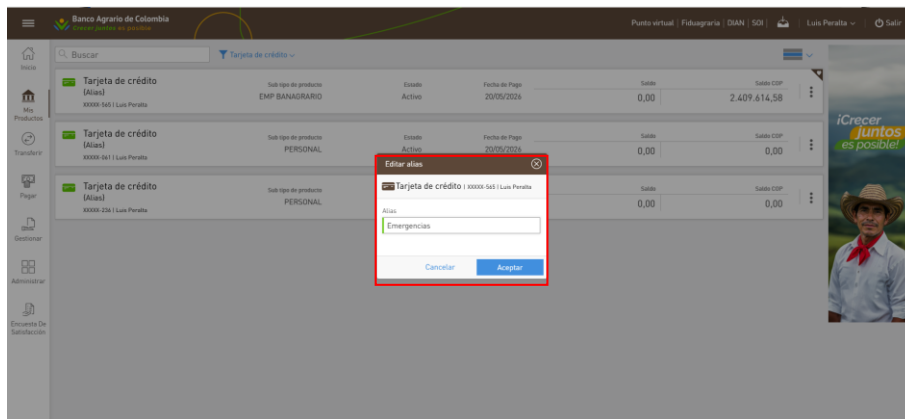 Banco Agrario de Colombia
Crecer juntos es posible
Punto virtual | Fiduagraria | DIAN | SOI |
Luis Peralta
Salir
Inicio
Mis Productos
Transferir
Pagar
Gestionar
Administrar
Encuesta De Satisfacción
Buscar
Tarjeta de crédito
Tarjeta de crédito
(Alias)
XXXXX-565 | Luis Peralta
Sub tipo de producto
EMP BANAGRARIO
Estado
Activo
Fecha de Pago
20/05/2026
Saldo
0,00
Saldo COP
2.409.614,58
Tarjeta de crédito
(Alias)
XXXXX-061 | Luis Peralta
Sub tipo de producto
PERSONAL
Estado
Activo
Fecha de Pago
20/05/2026
Saldo
0,00
Saldo COP
0,00
Tarjeta de crédito
(Alias)
XXXXX-236 | Luis Peralta
Sub tipo de producto
PERSONAL
Saldo
0,00
Saldo COP
0,00
Editar alias
Tarjeta de crédito | XXXXX-565 | Luis Peralta
Alias
Emergencias
Cancelar
Aceptar
¡Crecer
juntos
es posible!